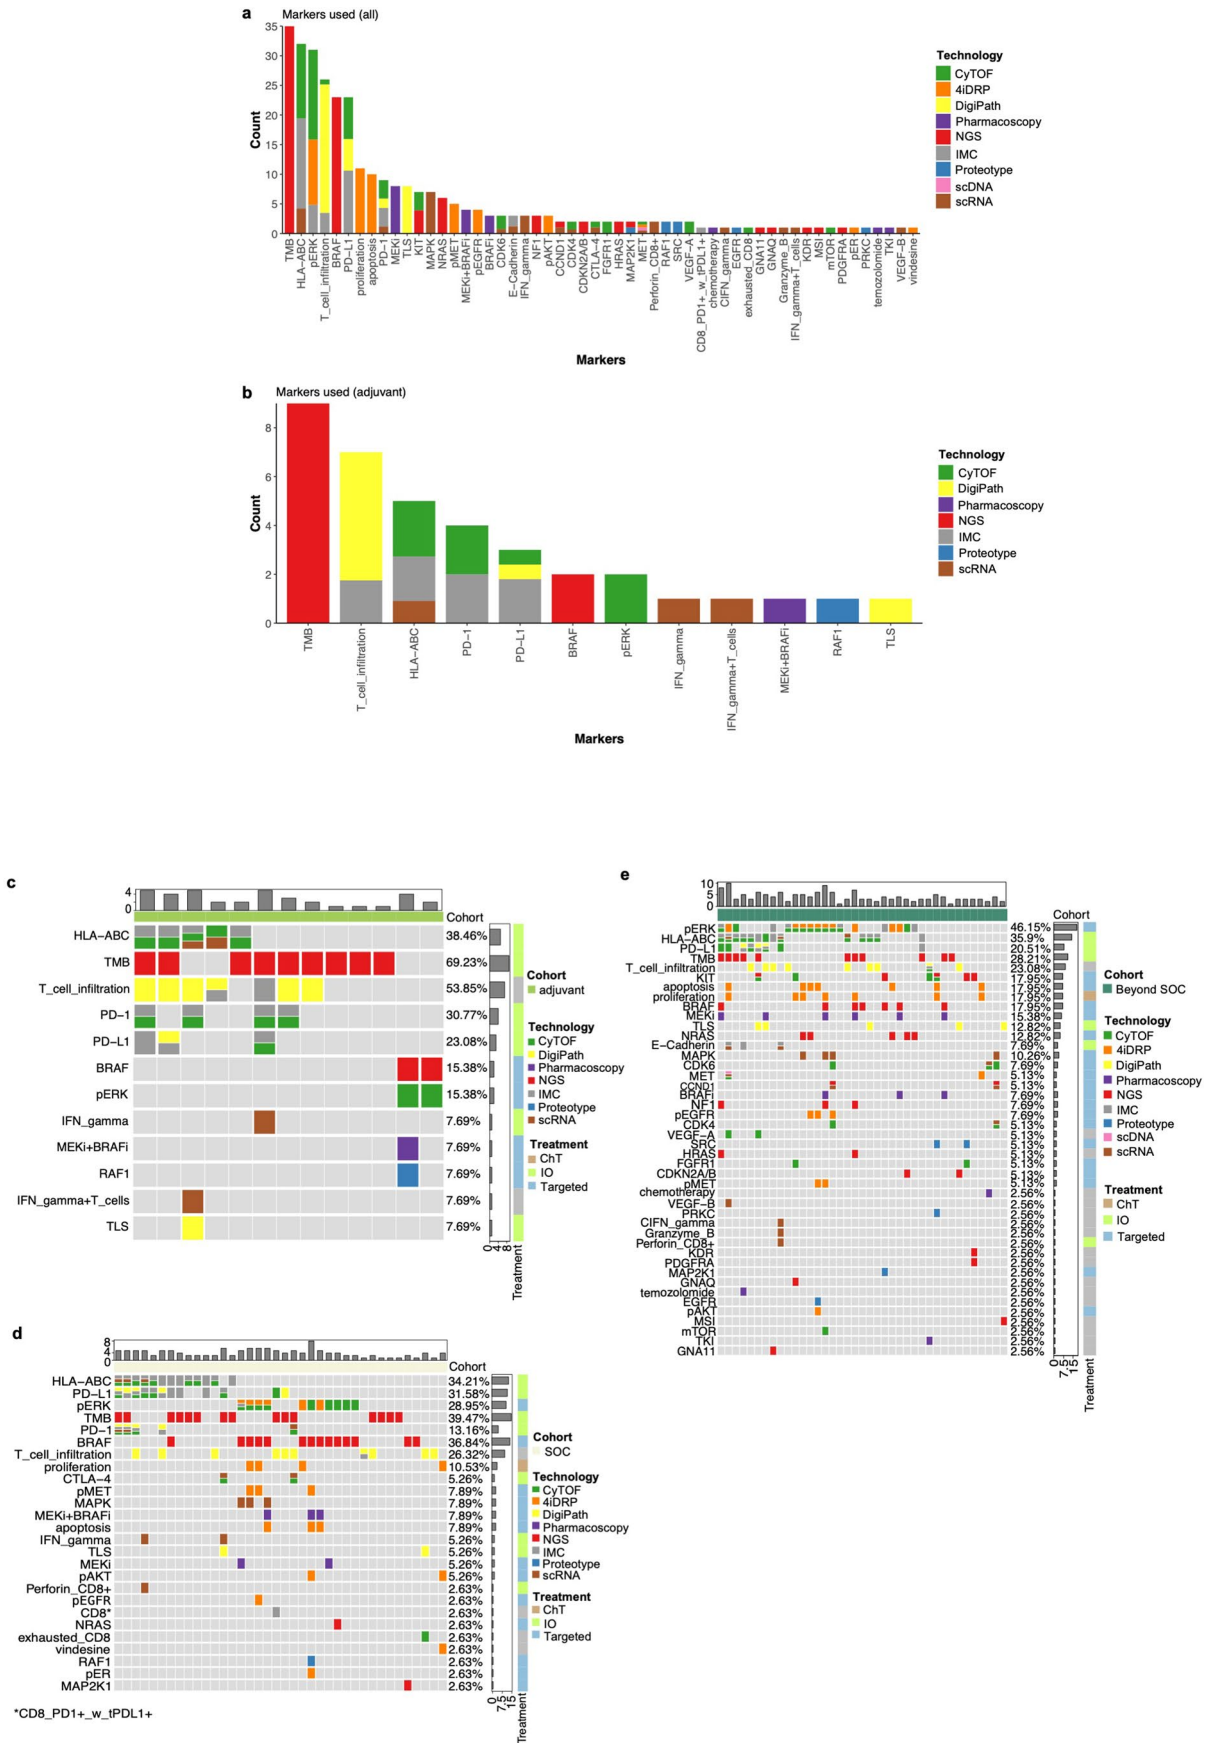 a
Markers used (all)
35
30
25
20
15
10
5
0
Count
TMB
HLA-ABC
pERK
T_cell_infiltration
BRAF
PD-L1
proliferation
apoptosis
PD-1
MEKi
TLS
KIT
MAPK
NRAS
pMET
MEKi+BRAFi
pEGFR
BRAFi
CDK6
E-Cadherin
IFN_gamma
NF1
pAKT
CCND1
CDK4
CDKN2A/B
CTLA-4
FGFR1
HRAS
MAP2K1
MET
Perforin_CD8+
RAF1
SRC
VEGF-A
CD8_PD1+_w_tPDL1+
chemotherapy
CIFN_gamma
EGFR
exhausted_CD8
GNA11
GNAQ
Granzyme_B
IFN_gamma+T_cells
KDR
MSI
mTOR
PDGFRA
pER
PRKC
temozolomide
TKI
VEGF-B
vindesine
Markers
Technology
CyTOF
4iDRP
DigiPath
Pharmacoscopy
NGS
IMC
Proteotype
scDNA
scRNA
b
Markers used (adjuvant)
8
6
4
2
0
Count
TMB
T_cell_infiltration
HLA-ABC
PD-1
PD-L1
BRAF
pERK
IFN_gamma
IFN_gamma+T_cells
MEKi+BRAFi
RAF1
TLS
Markers
Technology
CyTOF
DigiPath
Pharmacoscopy
NGS
IMC
Proteotype
scRNA
c
4
2
0
Cohort
HLA-ABC 38.46%
TMB 69.23%
T_cell_infiltration 53.85%
PD-1 30.77%
PD-L1 23.08%
BRAF 15.38%
pERK 15.38%
IFN_gamma 7.69%
MEKi+BRAFi 7.69%
RAF1 7.69%
IFN_gamma+T_cells 7.69%
TLS 7.69%
0 4 8
Treatment
Cohort
adjuvant
Technology
CyTOF
DigiPath
Pharmacoscopy
NGS
IMC
Proteotype
scRNA
Treatment
ChT
IO
Targeted
d
8
4
2
0
Cohort
HLA-ABC 34.21%
PD-L1 31.58%
pERK 28.95%
TMB 39.47%
PD-1 13.16%
BRAF 36.84%
T_cell_infiltration 26.32%
proliferation 10.53%
CTLA-4 5.26%
pMET 7.89%
MAPK 7.89%
MEKi+BRAFi 7.89%
apoptosis 7.89%
IFN_gamma 5.26%
TLS 5.26%
MEKi 5.26%
pAKT 5.26%
Perforin_CD8+ 2.63%
pEGFR 2.63%
CD8* 2.63%
NRAS 2.63%
exhausted_CD8 2.63%
vindesine 2.63%
RAF1 2.63%
pER 2.63%
MAP2K1 2.63%
0 7.5 15
Treatment
*CD8_PD1+_w_tPDL1+
Cohort
SOC
Technology
CyTOF
4iDRP
DigiPath
Pharmacoscopy
NGS
IMC
Proteotype
scRNA
Treatment
ChT
IO
Targeted
e
10
5
0
Cohort
pERK 46.15%
HLA-ABC 35.9%
PD-L1 20.51%
TMB 28.21%
T_cell_infiltration 23.08%
KIT 17.95%
apoptosis 17.95%
proliferation 17.95%
BRAF 17.95%
MEKi 15.38%
TLS 12.82%
NRAS 12.82%
E-Cadherin 7.69%
MAPK 10.26%
CDK6 7.69%
MET 5.13%
CCND1 5.13%
BRAFi 7.69%
NF1 7.69%
pEGFR 7.69%
CDK4 5.13%
VEGF-A 5.13%
SRC 5.13%
HRAS 5.13%
FGFR1 5.13%
CDKN2A/B 5.13%
pMET 5.13%
chemotherapy 2.56%
VEGF-B 2.56%
PRKC 2.56%
CIFN_gamma 2.56%
Granzyme_B 2.56%
Perforin_CD8+ 2.56%
KDR 2.56%
PDGFRA 2.56%
MAP2K1 2.56%
GNAQ 2.56%
temozolomide 2.56%
EGFR 2.56%
pAKT 2.56%
MSI 2.56%
mTOR 2.56%
TKI 2.56%
GNA11 2.56%
0 7.5 15
Treatment
Cohort
Beyond SOC
Technology
CyTOF
4iDRP
DigiPath
Pharmacoscopy
NGS
IMC
Proteotype
scDNA
scRNA
Treatment
ChT
IO
Targeted